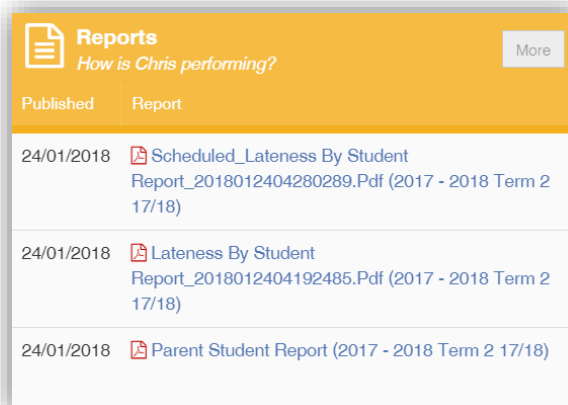 Reports
How is Chris performing?
More
Published Report
24/01/2018 Scheduled_Lateness By Student
Report_2018012404280289.Pdf (2017 - 2018 Term 2
17/18)
24/01/2018 Lateness By Student
Report_2018012404192485.Pdf (2017 - 2018 Term 2
17/18)
24/01/2018 Parent Student Report (2017 - 2018 Term 2 17/18)